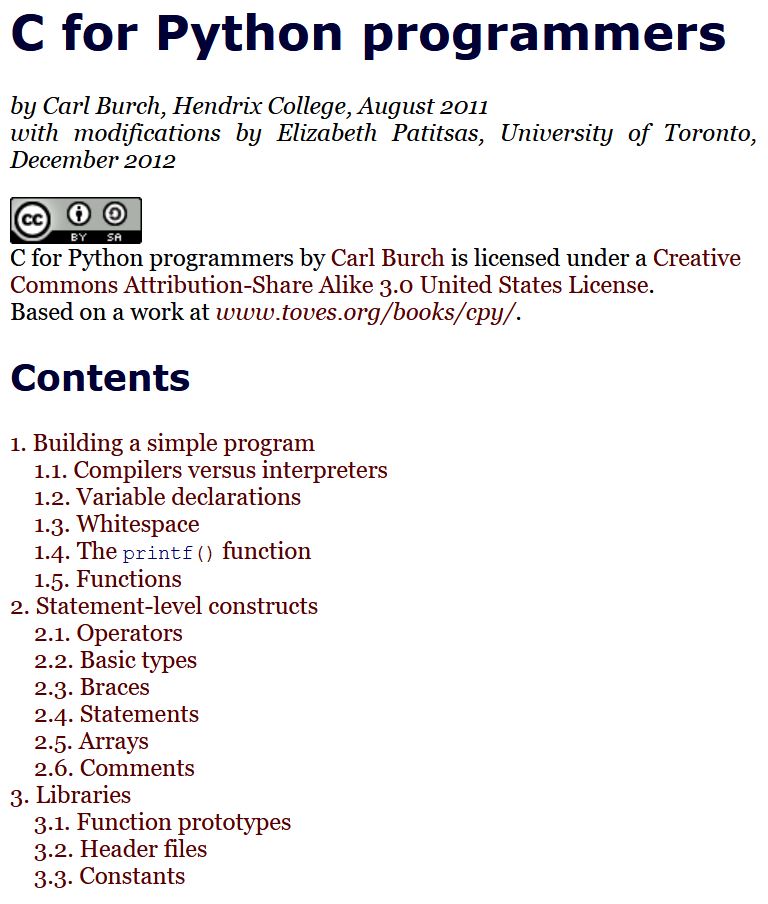 C for Python programmers
by Carl Burch, Hendrix College, August 2011
with modifications by Elizabeth Patitsas, University of Toronto,
December 2012
cc BY SA
C for Python programmers by Carl Burch is licensed under a Creative
Commons Attribution-Share Alike 3.0 United States License.
Based on a work at www.toves.org/books/cpy/.
Contents
1. Building a simple program
1.1. Compilers versus interpreters
1.2. Variable declarations
1.3. Whitespace
1.4. The printf() function
1.5. Functions
2. Statement-level constructs
2.1. Operators
2.2. Basic types
2.3. Braces
2.4. Statements
2.5. Arrays
2.6. Comments
3. Libraries
3.1. Function prototypes
3.2. Header files
3.3. Constants